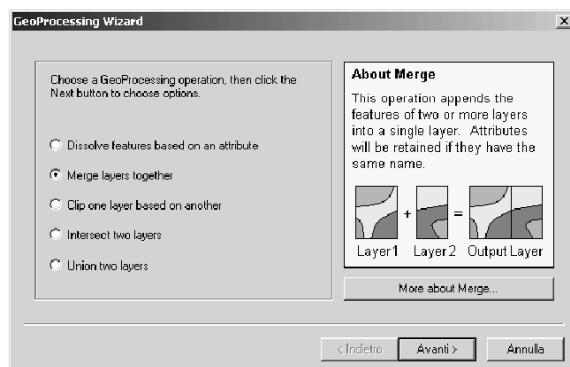 GeoProcessing Wizard
Choose a GeoProcessing operation, then click the
Next button to choose options.
Dissolve features based on an attribute
Merge layers together
Clip one layer based on another
Intersect two layers
Union two layers
About Merge
This operation appends the
features of two or more layers
into a single layer. Attributes
will be retained if they have the
same name.
+ =
Layer1 Layer2 Output Layer
More about Merge...
< Indietro Avanti > Annulla